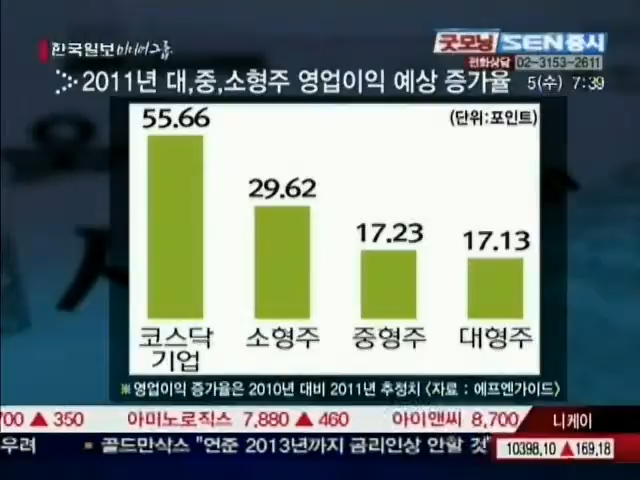 한국일보 미디어그룹
굿모닝 SEN증시
전화상담 02-3153-2611
2011년 대,중,소형주 영업이익 예상 증가율 5(수) 7:39
(단위:포인트)
55.66
29.62
17.23
17.13
코스닥 기업
소형주
중형주
대형주
※영업이익 증가율은 2010년 대비 2011년 추정치 <자료 : 에프엔가이드>
700 ▲ 350 아미노로직스 7,880 ▲ 460 아이앤씨 8,700 니케이
우려 ▪ 골드만삭스 "연준 2013년까지 금리인상 안할 것" 10398,10 ▲169,18